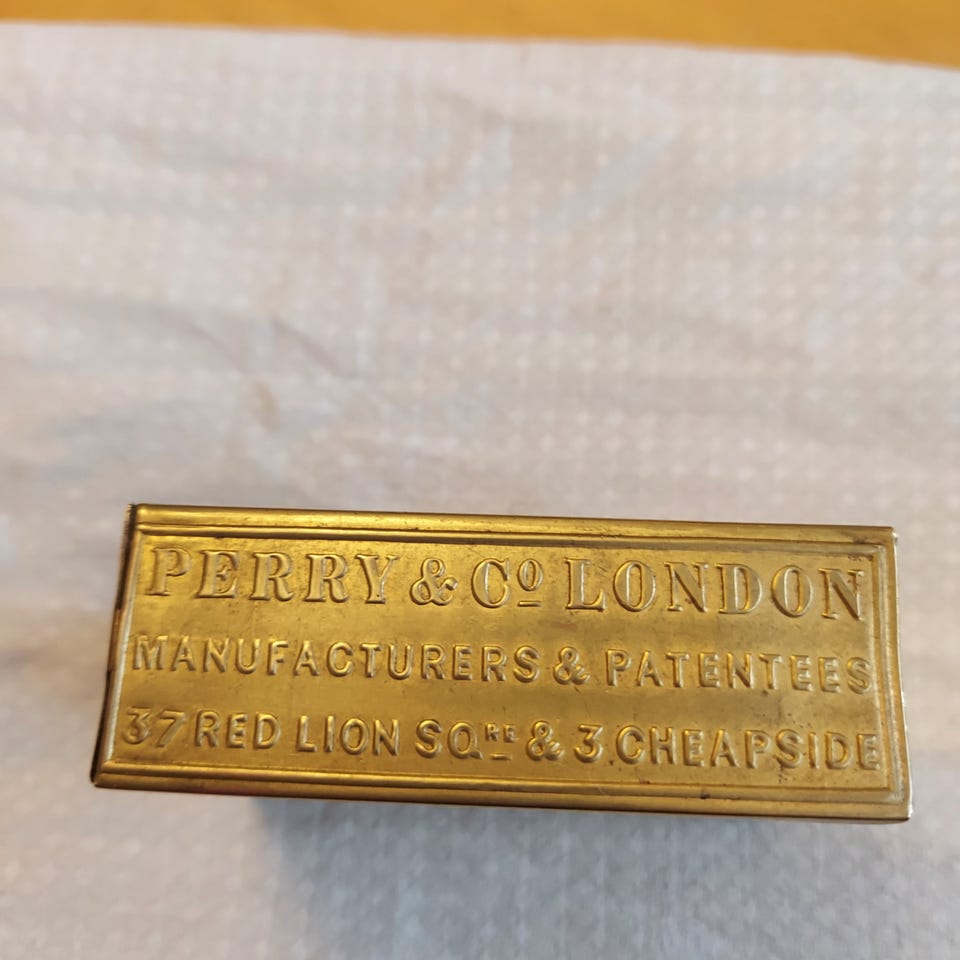 PERRY & Cº LONDON
MANUFACTURERS & PATENTEES
37 RED LION SQᴿᴱ & 3 CHEAPSIDE